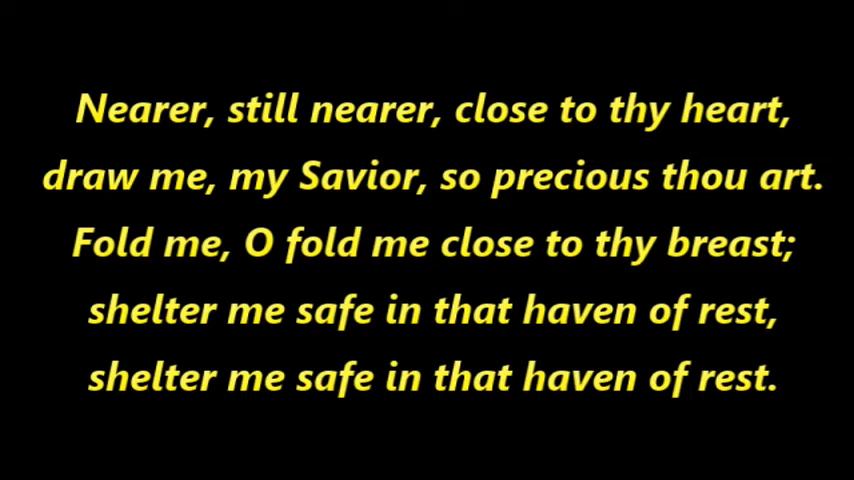 Nearer, still nearer, close to thy heart,
draw me, my Savior, so precious thou art.
Fold me, O fold me close to thy breast;
shelter me safe in that haven of rest,
shelter me safe in that haven of rest.